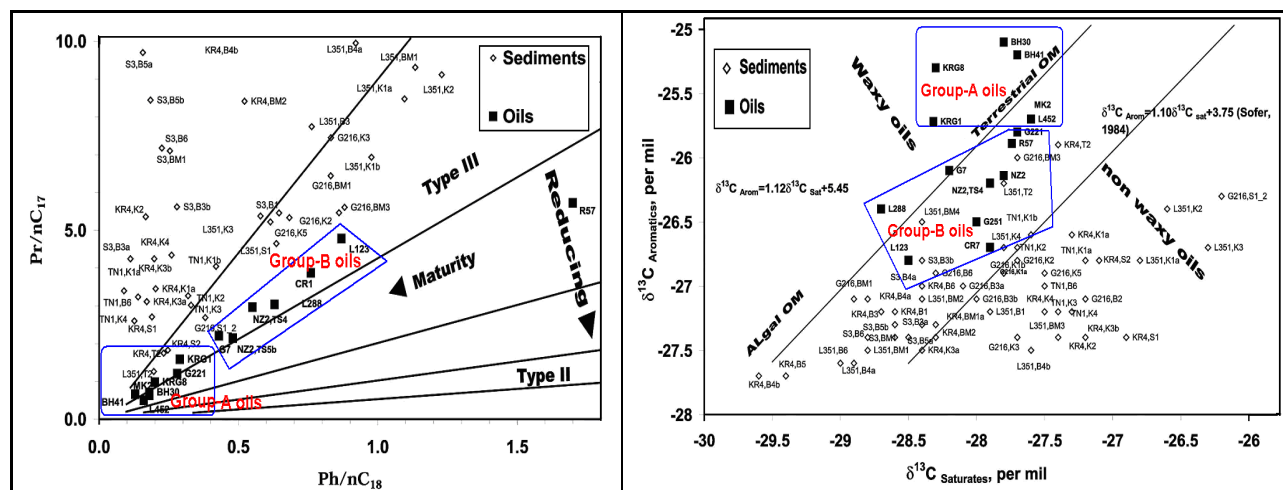 10.0
5.0
0.0
0.0
0.5
1.0
1.5
Pr/nC17
Ph/nC18
Sediments
Oils
S3,B5a
KR4,B4b
L351,B4a
L351,BM1
L351,K2
L351,K1a
S3,B5b
KR4,BM2
L351,B3
G216,K3
S3,B6
S3,BM1
L351,K1b
G216,BM1
Type III
Reducing
R57
KR4,K2
S3,B3b
S3,B1
G216,K2
G216,BM3
L351,K3
G216,K5
KR4,K4
L351,S1
S3,B3a
KR4,K3b
TN1,K1b
TN1,K1a
Group-B oils
L123
CR1
Maturity
KR4,K1a
TN1,B6
KR4,K3a
TN1,K3
L288
NZ2,TS4
TN1,K4
KR4,S1
G216,S1_2
G7
NZ2,TS5b
KR4,T2
KR4,S2
KRG1
L351,T2
G221
KRG8
MK2
BH30
BH41
L452
Group-A oils
Type II
-25
-25.5
-26
-26.5
-27
-27.5
-28
-30
-29.5
-29
-28.5
-28
-27.5
-27
-26.5
-26
δ13C Aromatics, per mil
δ13C Saturates, per mil
Sediments
Oils
Waxy oils
Terrestrial OM
BH30
BH41
KRG8
Group-A oils
MK2
KRG1
L452
G221
R57
KR4,T2
δ13C Arom=1.10δ13C sat+3.75 (Sofer,
1984)
G216,BM3
G7
NZ2
NZ2,TS4
L351,T2
δ13C Arom=1.12δ13C Sat+5.45
non waxy oils
G216,S1_2
L288
L351,BM4
L351,K2
G251
TN1,K1b
Group-B oils
L351,K4
KR4,K1a
L123
CR7
TN1,K2
TN1,K1a
L351,K3
S3,B3b
G216,K1b
G216,K2
KR4,S2
L351,K1a
S3,B4a
G216,B6
G216,K1a
G216,K5
G216,BM1
KR4,B4a
KR4,B6
L351,BM2
KR4,K2a
G216,B3b
KR4,K4
TN1,B6
TN1,K3
G216,B2
KR4,B3
KR4,B1
L351,B1
TN1,K4
S3,B5b
S3,B3a
KR4,BM1a
L351,BM3
KR4,K3b
S3,B6
S3,BM1
S3,B5a
KR4,BM2
G216,K3
KR4,K2
KR4,S1
L351,B6
L351,BM1
KR4,K3a
KR4,B5
L351,B4a
L351,B4b
KR4,B4b
ALgal OM